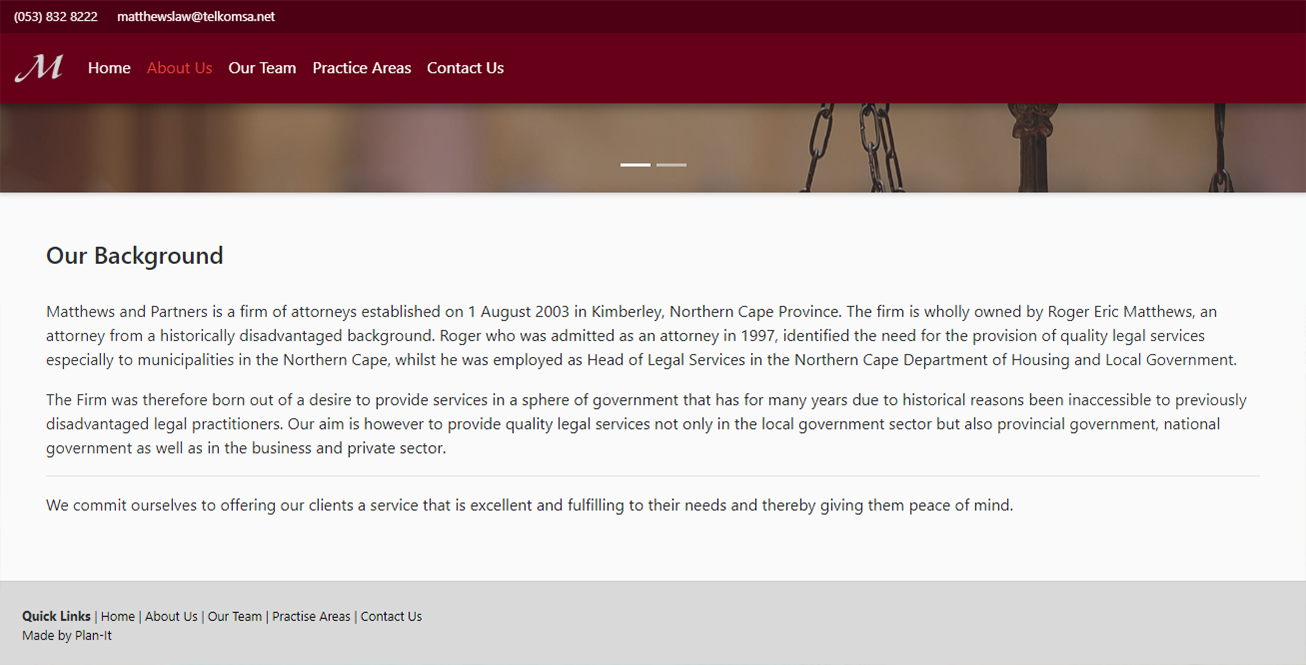 (053) 832 8222 matthewslaw@telkomsa.net
M Home About Us Our Team Practice Areas Contact Us
Our Background
Matthews and Partners is a firm of attorneys established on 1 August 2003 in Kimberley, Northern Cape Province. The firm is wholly owned by Roger Eric Matthews, an
attorney from a historically disadvantaged background. Roger who was admitted as an attorney in 1997, identified the need for the provision of quality legal services
especially to municipalities in the Northern Cape, whilst he was employed as Head of Legal Services in the Northern Cape Department of Housing and Local Government.
The Firm was therefore born out of a desire to provide services in a sphere of government that has for many years due to historical reasons been inaccessible to previously
disadvantaged legal practitioners. Our aim is however to provide quality legal services not only in the local government sector but also provincial government, national
government as well as in the business and private sector.
We commit ourselves to offering our clients a service that is excellent and fulfilling to their needs and thereby giving them peace of mind.
Quick Links | Home | About Us | Our Team | Practise Areas | Contact Us
Made by Plan-It